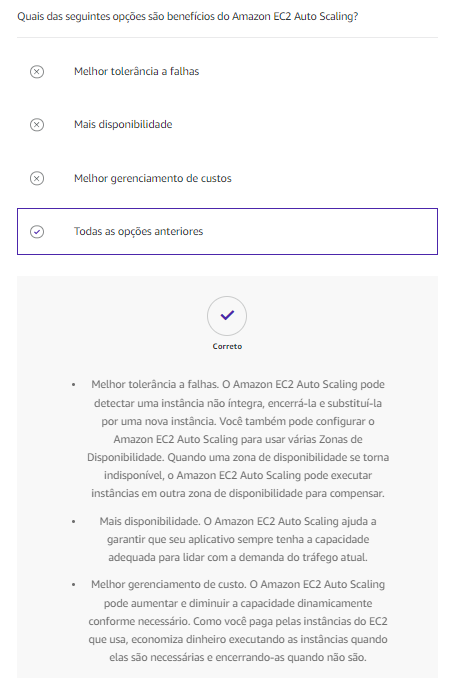 Quais das seguintes opções são benefícios do Amazon EC2 Auto Scaling?
Melhor tolerância a falhas
Mais disponibilidade
Melhor gerenciamento de custos
Todas as opções anteriores
Correto
• Melhor tolerância a falhas. O Amazon EC2 Auto Scaling pode
detectar uma instância não íntegra, encerrá-la e substituí-la
por uma nova instância. Você também pode configurar o
Amazon EC2 Auto Scaling para usar várias Zonas de
Disponibilidade. Quando uma zona de disponibilidade se torna
indisponível, o Amazon EC2 Auto Scaling pode executar
instâncias em outra zona de disponibilidade para compensar.
• Mais disponibilidade. O Amazon EC2 Auto Scaling ajuda a
garantir que seu aplicativo sempre tenha a capacidade
adequada para lidar com a demanda do tráfego atual.
• Melhor gerenciamento de custo. O Amazon EC2 Auto Scaling
pode aumentar e diminuir a capacidade dinamicamente
conforme necessário. Como você paga pelas instâncias do EC2
que usa, economiza dinheiro executando as instâncias quando
elas são necessárias e encerrando-as quando não são.